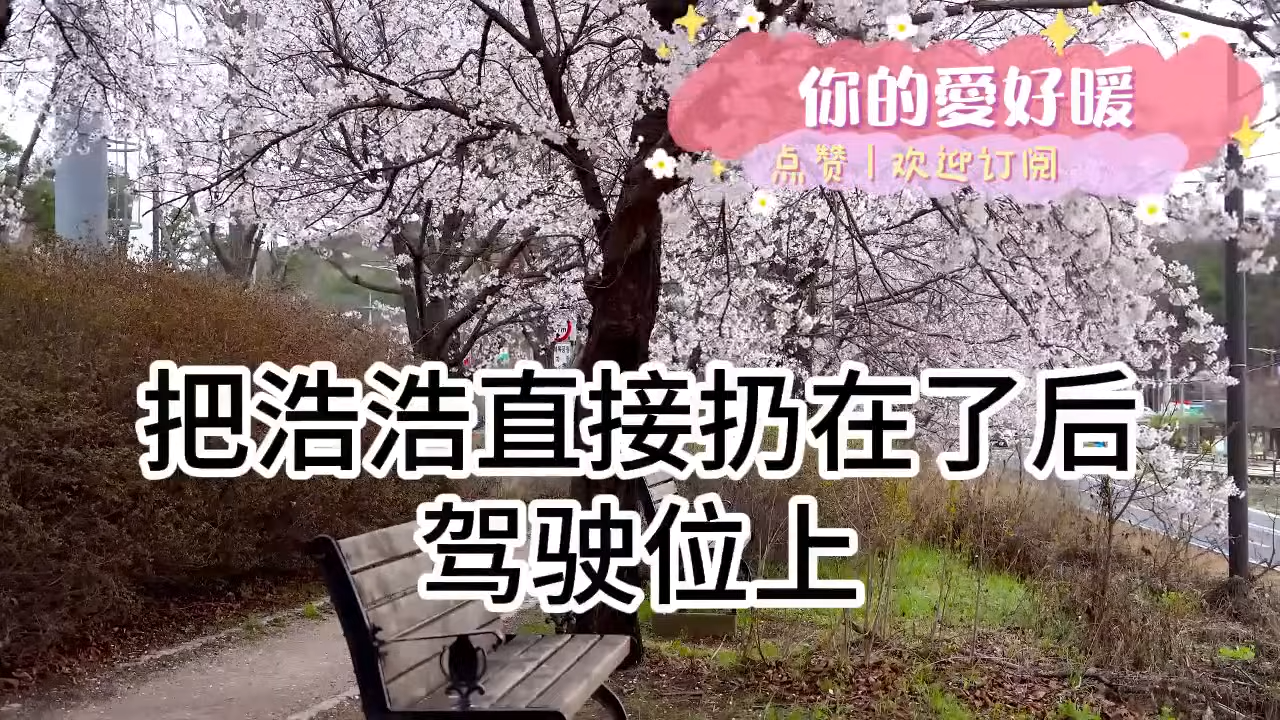 你的愛好暖
点赞 | 欢迎订阅
把浩浩直接扔在了后
驾驶位上